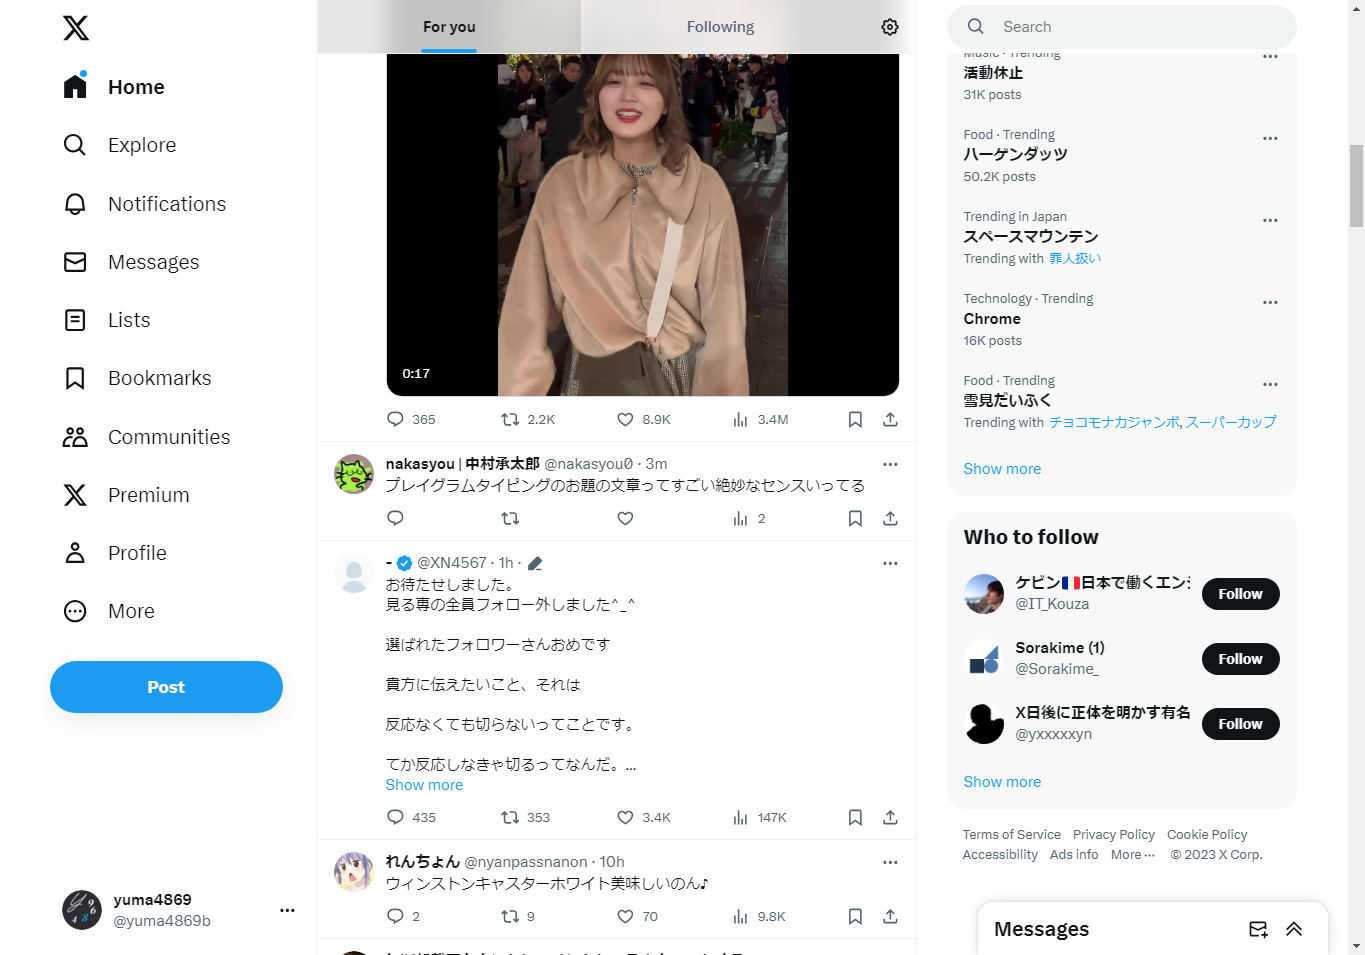 Home
Explore
Notifications
Messages
Lists
Bookmarks
Communities
Premium
Profile
More
Post
yuma4869
@yuma4869b
For you
Following
0:17
365
2.2K
8.9K
3.4M
nakasyou | 中村承太郎 @nakasyou0 · 3m
プレイグラムタイピングのお題の文章ってすごい絶妙なセンスいってる
2
- @XN4567 · 1h ·
お待たせしました。
見る専の全員フォロー外しました^_^
選ばれたフォロワーさんおめです
貴方に伝えたいこと、それは
反応なくても切らないってことです。
てか反応しなきゃ切るってなんだ。...
Show more
435
353
3.4K
147K
れんちょん @nyanpassnanon · 10h
ウィンストンキャスターホワイト美味しいのん♪
2
9
70
9.8K
Search
Music · Trending
活動休止
31K posts
Food · Trending
ハーゲンダッツ
50.2K posts
Trending in Japan
スペースマウンテン
Trending with 罪人扱い
Technology · Trending
Chrome
16K posts
Food · Trending
雪見だいふく
Trending with チョコモナカジャンボ, スーパーカップ
Show more
Who to follow
ケビン🇫🇷日本で働くエンジ
@IT_Kouza
Follow
Sorakime (1)
@Sorakime_
Follow
X日後に正体を明かす有名
@yxxxxxyn
Follow
Show more
Terms of Service Privacy Policy Cookie Policy
Accessibility Ads info More ··· © 2023 X Corp.
Messages